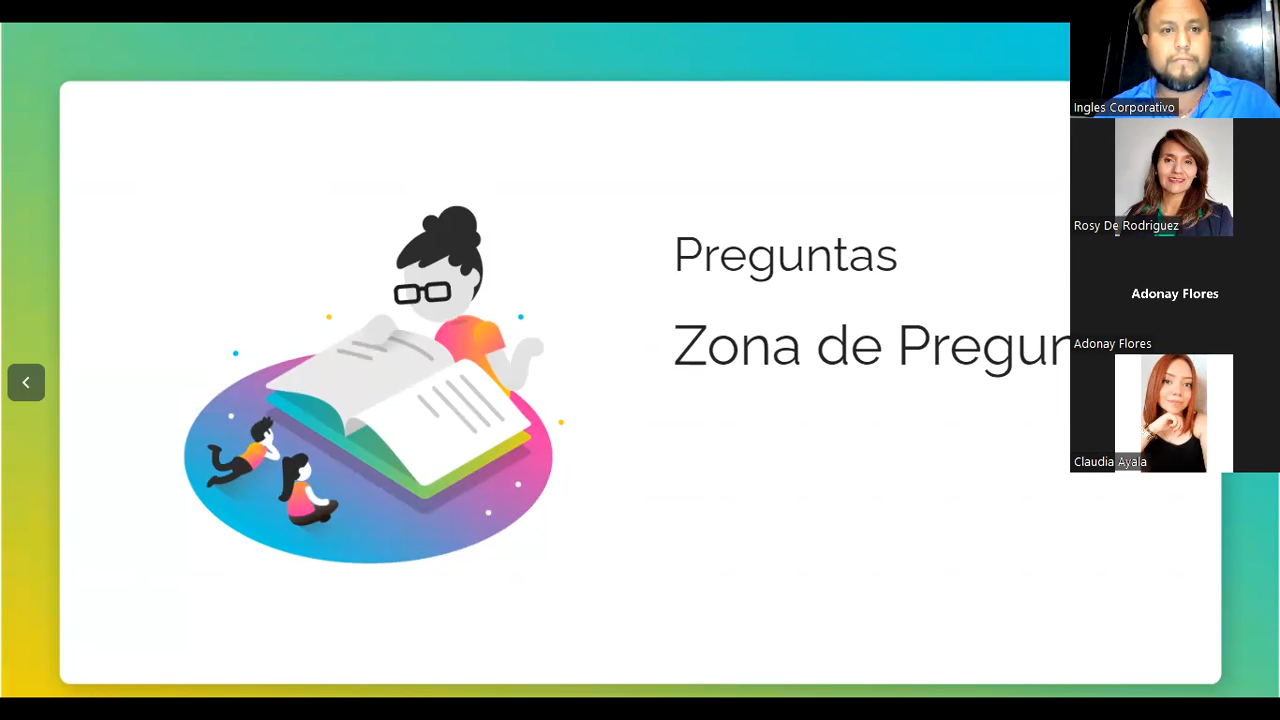 Preguntas
Zona de Pregun
Ingles Corporativo
Rosy De Rodriguez
Adonay Flores
Adonay Flores
Claudia Ayala